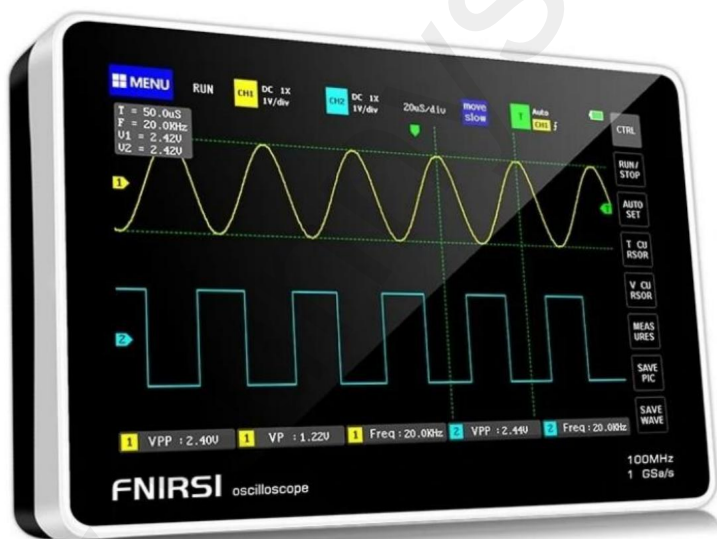 MENU
RUN
CH1 DC 1X
1V/div
CH2 DC 1X
1V/div
20uS/div
move
slow
T Auto
CH1
CTRL
T = 50.0uS
F = 20.0KHz
V1 = 2.42V
V2 = 2.42V
RUN/
STOP
AUTO
SET
T CU
RSOR
V CU
RSOR
MEAS
URES
SAVE
PIC
SAVE
WAVE
1
T
2
1 VPP :2.40V
1 VP :1.22V
1 Freq:20.0KHz
2 VPP :2.44V
2 Freq:20.0KHz
FNIRSI oscilloscope
100MHz
1 GSa/s